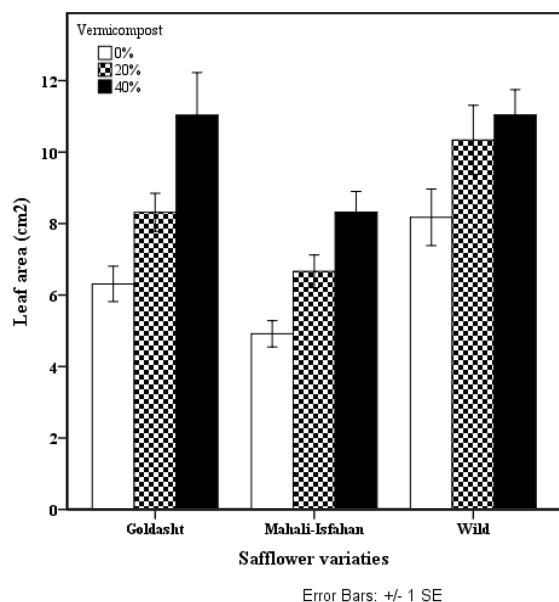 Vermicompost
0%
20%
40%
12
10
8
6
4
2
0
Leaf area (cm2)
Goldasht Mahali-Isfahan Wild
Safflower variaties
Error Bars: +/- 1 SE